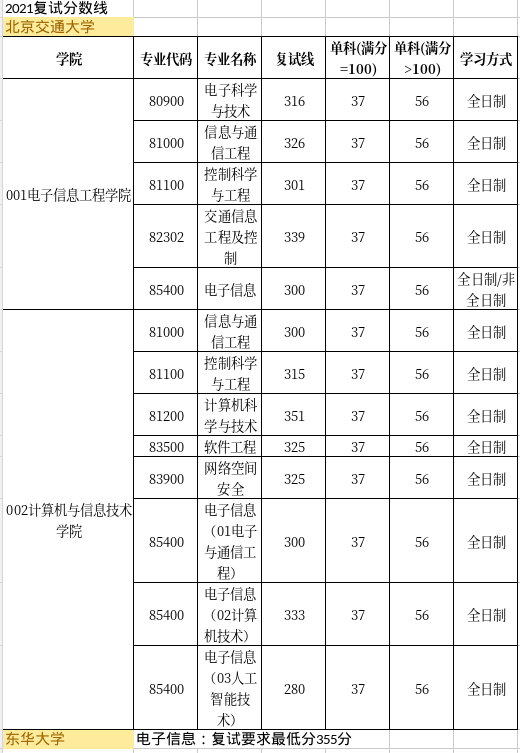 2021复试分数线
北京交通大学
学院 专业代码 专业名称 复试线 单科(满分=100) 单科(满分>100) 学习方式
001电子信息工程学院
80900 电子科学与技术 316 37 56 全日制
81000 信息与通信工程 326 37 56 全日制
81100 控制科学与工程 301 37 56 全日制
82302 交通信息工程及控制 339 37 56 全日制
85400 电子信息 300 37 56 全日制/非全日制
002计算机与信息技术学院
81000 信息与通信工程 300 37 56 全日制
81100 控制科学与工程 315 37 56 全日制
81200 计算机科学与技术 351 37 56 全日制
83500 软件工程 325 37 56 全日制
83900 网络空间安全 325 37 56 全日制
85400 电子信息（01电子与通信工程） 300 37 56 全日制
85400 电子信息（02计算机技术） 333 37 56 全日制
85400 电子信息（03人工智能技术） 280 37 56 全日制
东华大学 电子信息：复试要求最低分355分